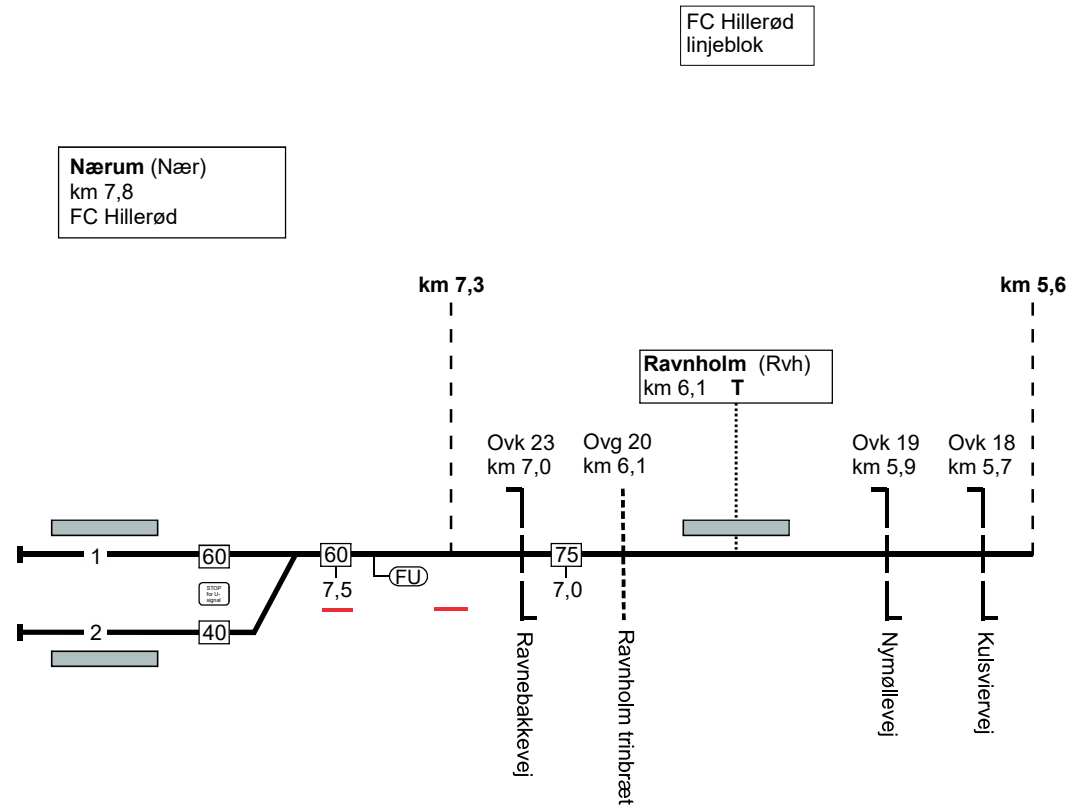 FC Hillerød
linjeblok
Nærum (Nær)
km 7,8
FC Hillerød
km 7,3
km 5,6
Ravnholm (Rvh)
km 6,1 T
Ovk 23
km 7,0
Ovg 20
km 6,1
Ovk 19
km 5,9
Ovk 18
km 5,7
1
60
60
75
FU
7,5
7,0
STOP
for U-
signal
2
40
Ravnebakkevej
Ravnholm trinbræt
Nymøllevej
Kulsviervej